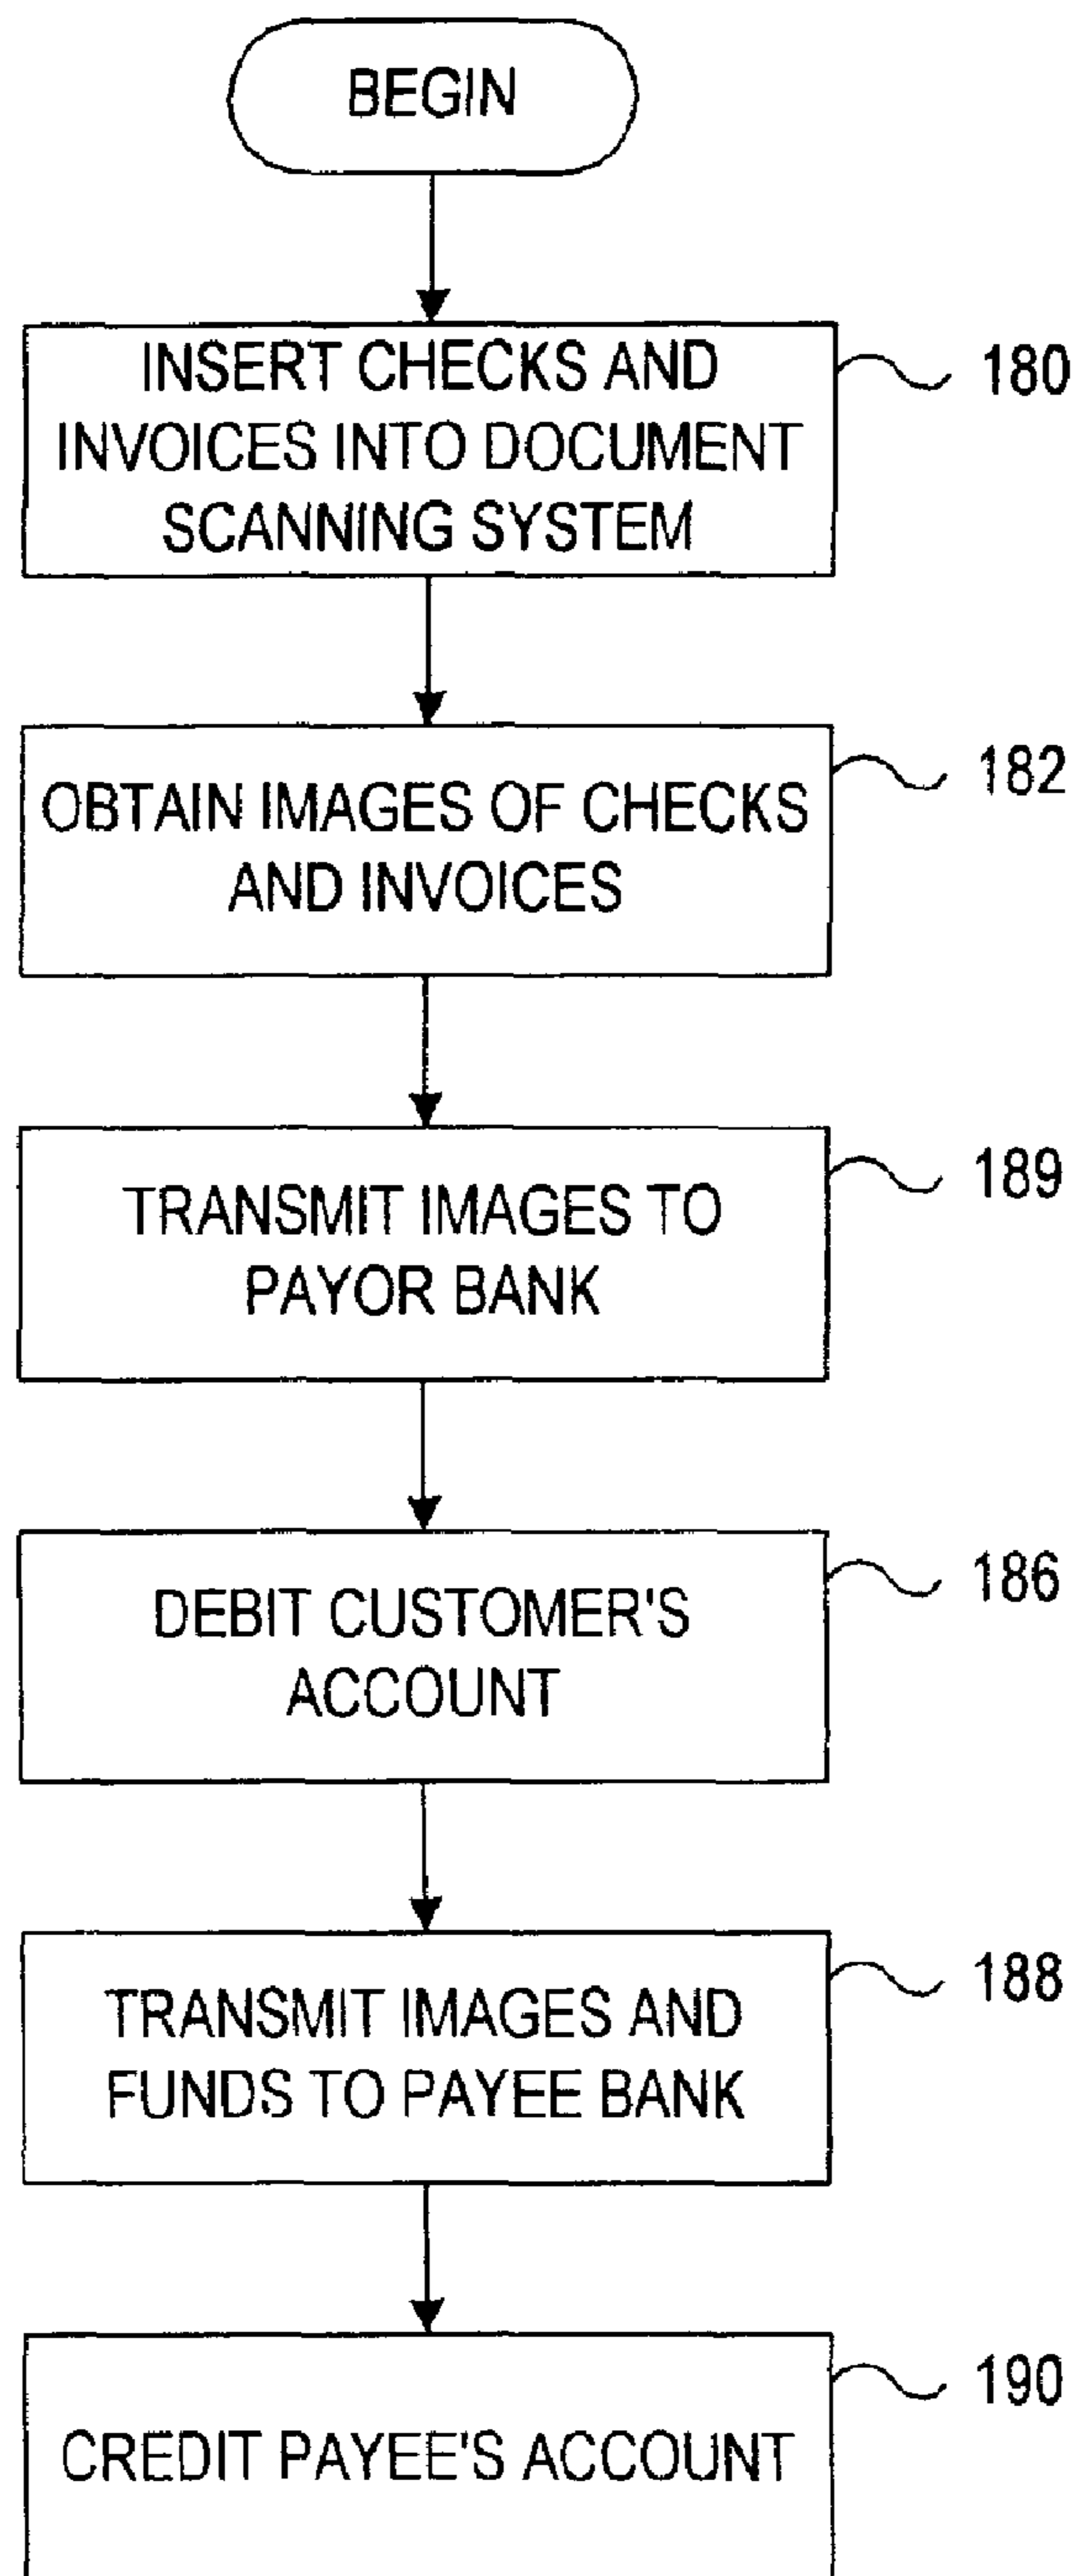 BEGIN
INSERT CHECKS AND
INVOICES INTO DOCUMENT
SCANNING SYSTEM
180
OBTAIN IMAGES OF CHECKS
AND INVOICES
182
TRANSMIT IMAGES TO
PAYOR BANK
189
DEBIT CUSTOMER'S
ACCOUNT
186
TRANSMIT IMAGES AND
FUNDS TO PAYEE BANK
188
CREDIT PAYEE'S ACCOUNT
190